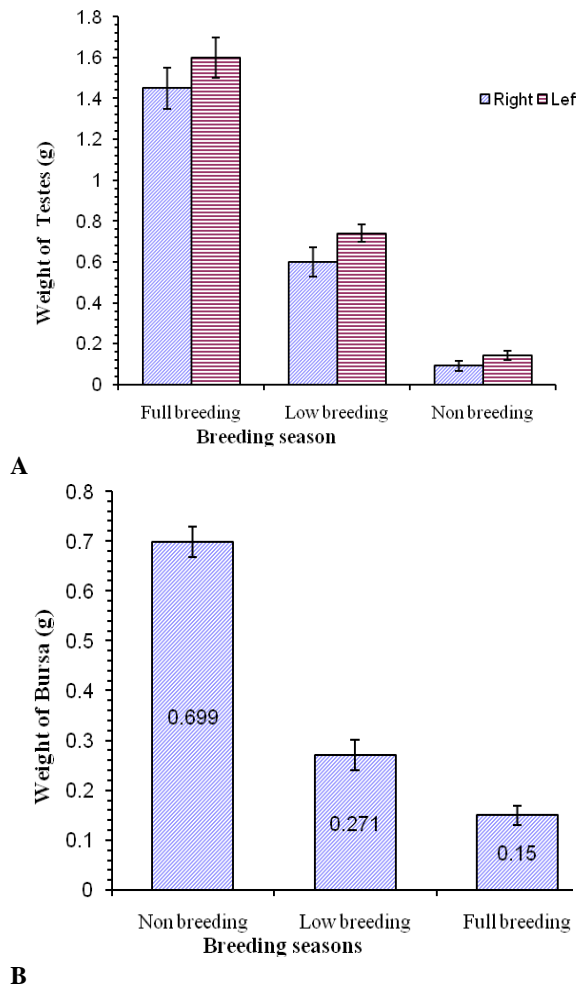 1.8
1.6
1.4
1.2
1
0.8
0.6
0.4
0.2
0
Weight of Testes (g)
Right Lef
Full breeding Low breeding Non breeding
Breeding season
A
0.8
0.7
0.6
0.5
0.4
0.3
0.2
0.1
0
Weight of Bursa (g)
0.699
0.271
0.15
Non breeding Low breeding Full breeding
Breeding seasons
B